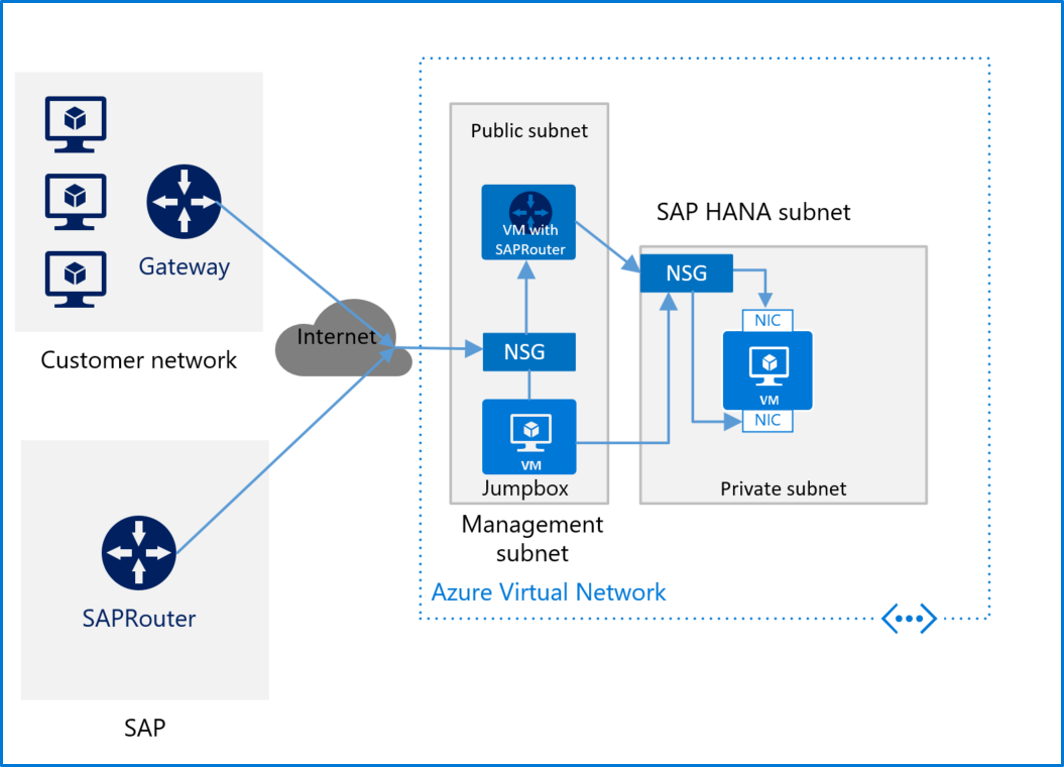 Gateway
Customer network
SAPRouter
SAP
Internet
Public subnet
VM with
SAPRouter
NSG
VM
Jumpbox
Management
subnet
Azure Virtual Network
SAP HANA subnet
NSG
NIC
VM
NIC
Private subnet